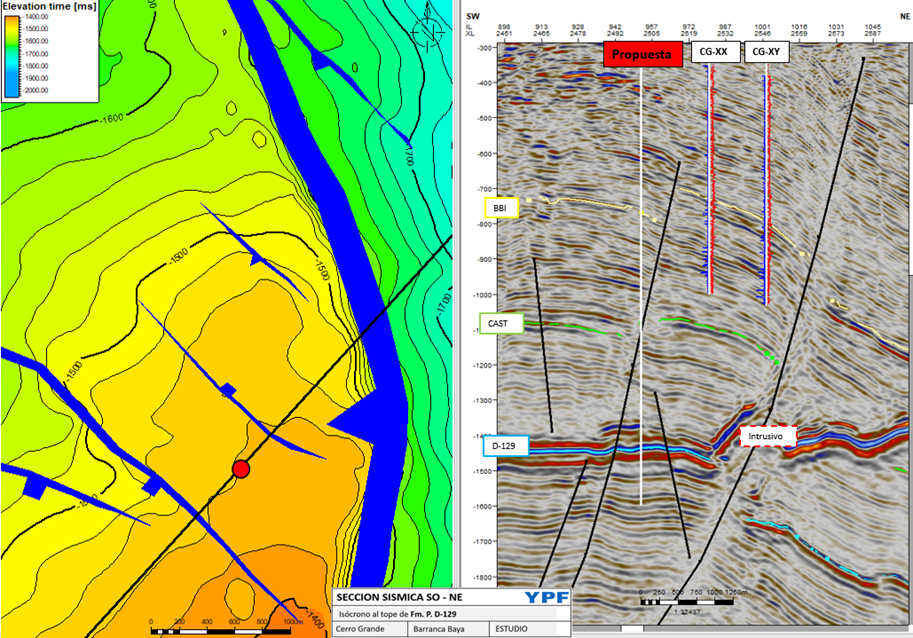 Elevation time [ms]
-1400.00
-1500.00
-1600.00
-1700.00
-1800.00
-1900.00
-2000.00
-1600
-1700
-1500
-1500
-1500
-1700
-1400
0 200 400 600 800 1000m
SECCION SISMICA SO - NE
YPF
Isócrono al tope de Fm. P. D-129
Cerro Grande
Barranca Baya
ESTUDIO
SW
NE
IL 898 913 928 942 957 972 987 1001 1016 1031 1045
XL 2451 2465 2478 2492 2505 2519 2532 2546 2559 2573 2587
Propuesta
CG-XX
CG-XY
-300
-400
-500
-600
-700
BBI
-800
-900
-1000
CAST
-1200
-1300
D-129
Intrusivo
-1500
-1600
-1700
-1800
0 250 500 750 1000 1250m
1:12437